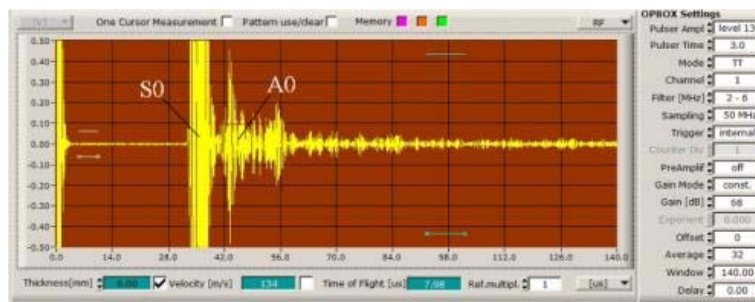 One Cursor Measurement Pattern use/clear Memory RF
0.50
0.40
0.30
0.20
0.10
0.00
-0.10
-0.20
-0.30
-0.40
-0.50
S0 A0
0.0 14.0 28.0 42.0 56.0 70.0 84.0 98.0 112.0 126.0 140.0
Thickness[mm] 0.00 Velocity [m/s] 134 Time of Flight [us] 7.98 Ref.multipl. 1 [us]
OPBOX Settings
Pulser Ampl level 13
Pulser Time 3.0
Mode TT
Channel 1
Filter [MHz] 2 - 6
Sampling 50 MHz
Trigger internal
Counter Div 1
PreAmplif off
Gain Mode const.
Gain [dB] 68
Exponent 0.000
Offset 0
Average 32
Window 140.00
Delay 0.00